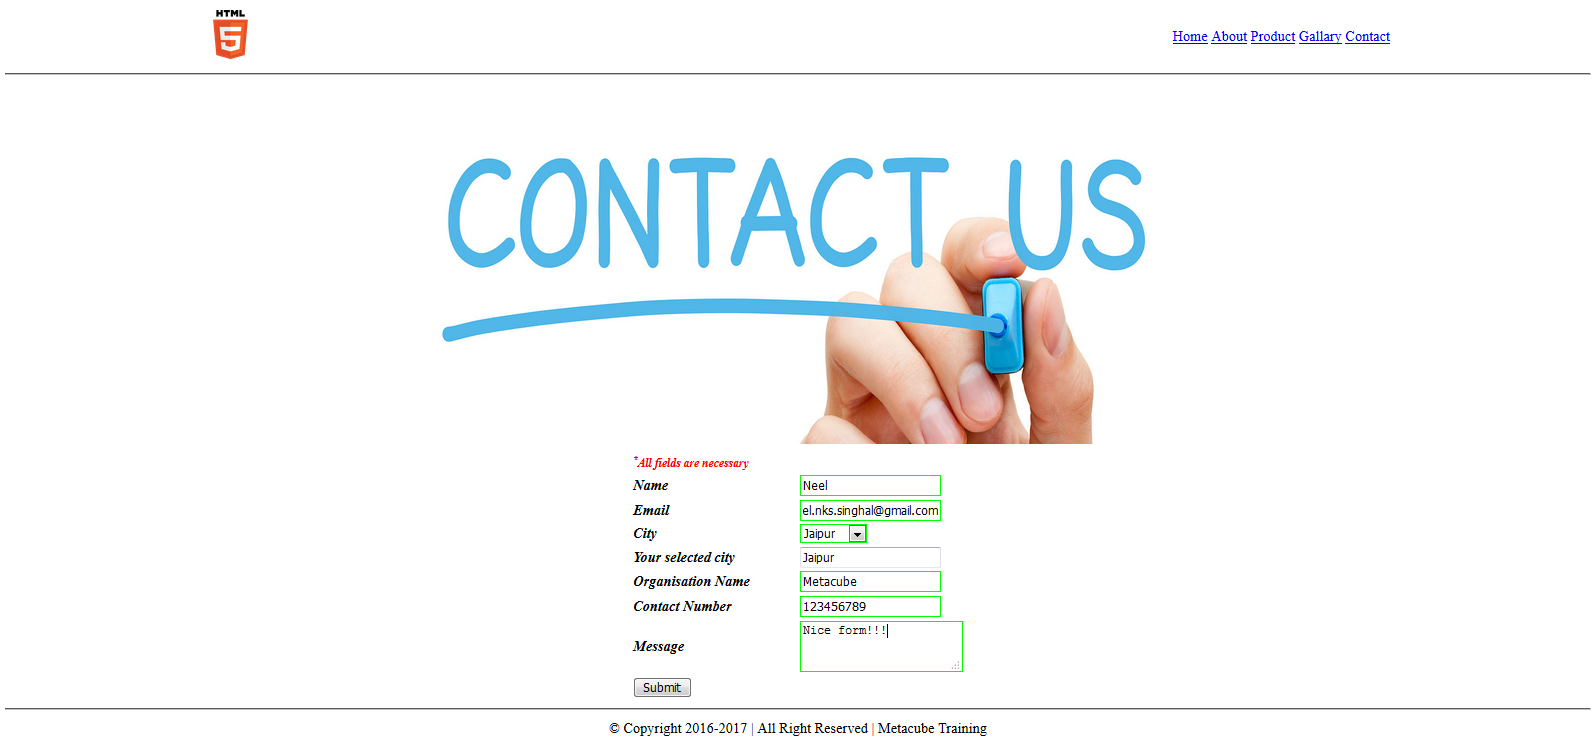 HTML
5
Home About Product Gallary Contact
CONTACT US
*All fields are necessary
Name Neel
Email el.nks.singhal@gmail.com
City Jaipur
Your selected city Jaipur
Organisation Name Metacube
Contact Number 123456789
Message Nice form!!!
Submit
© Copyright 2016-2017 | All Right Reserved | Metacube Training